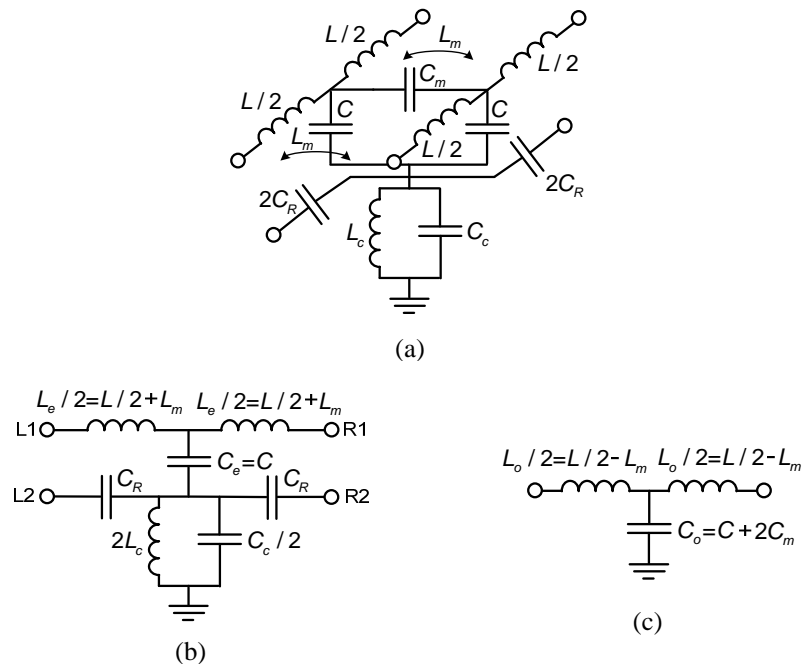 L/2
L_m
L/2
C_m
L/2
C
C
L_m
L/2
2C_R
2C_R
L_c
C_c
(a)
L_e/2=L/2+L_m
L_e/2=L/2+L_m
L1
R1
C_e=C
C_R
C_R
L2
R2
2L_c
C_c/2
(b)
L_o/2=L/2-L_m
L_o/2=L/2-L_m
C_o=C+2C_m
(c)